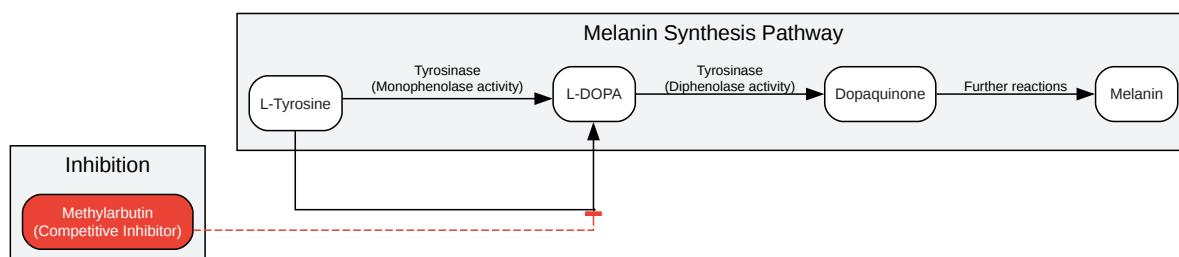 Melanin Synthesis Pathway
L-Tyrosine
Tyrosinase
(Monophenolase activity)
L-DOPA
Tyrosinase
(Diphenolase activity)
Dopaquinone
Further reactions
Melanin
Inhibition
Methylarbutin
(Competitive Inhibitor)